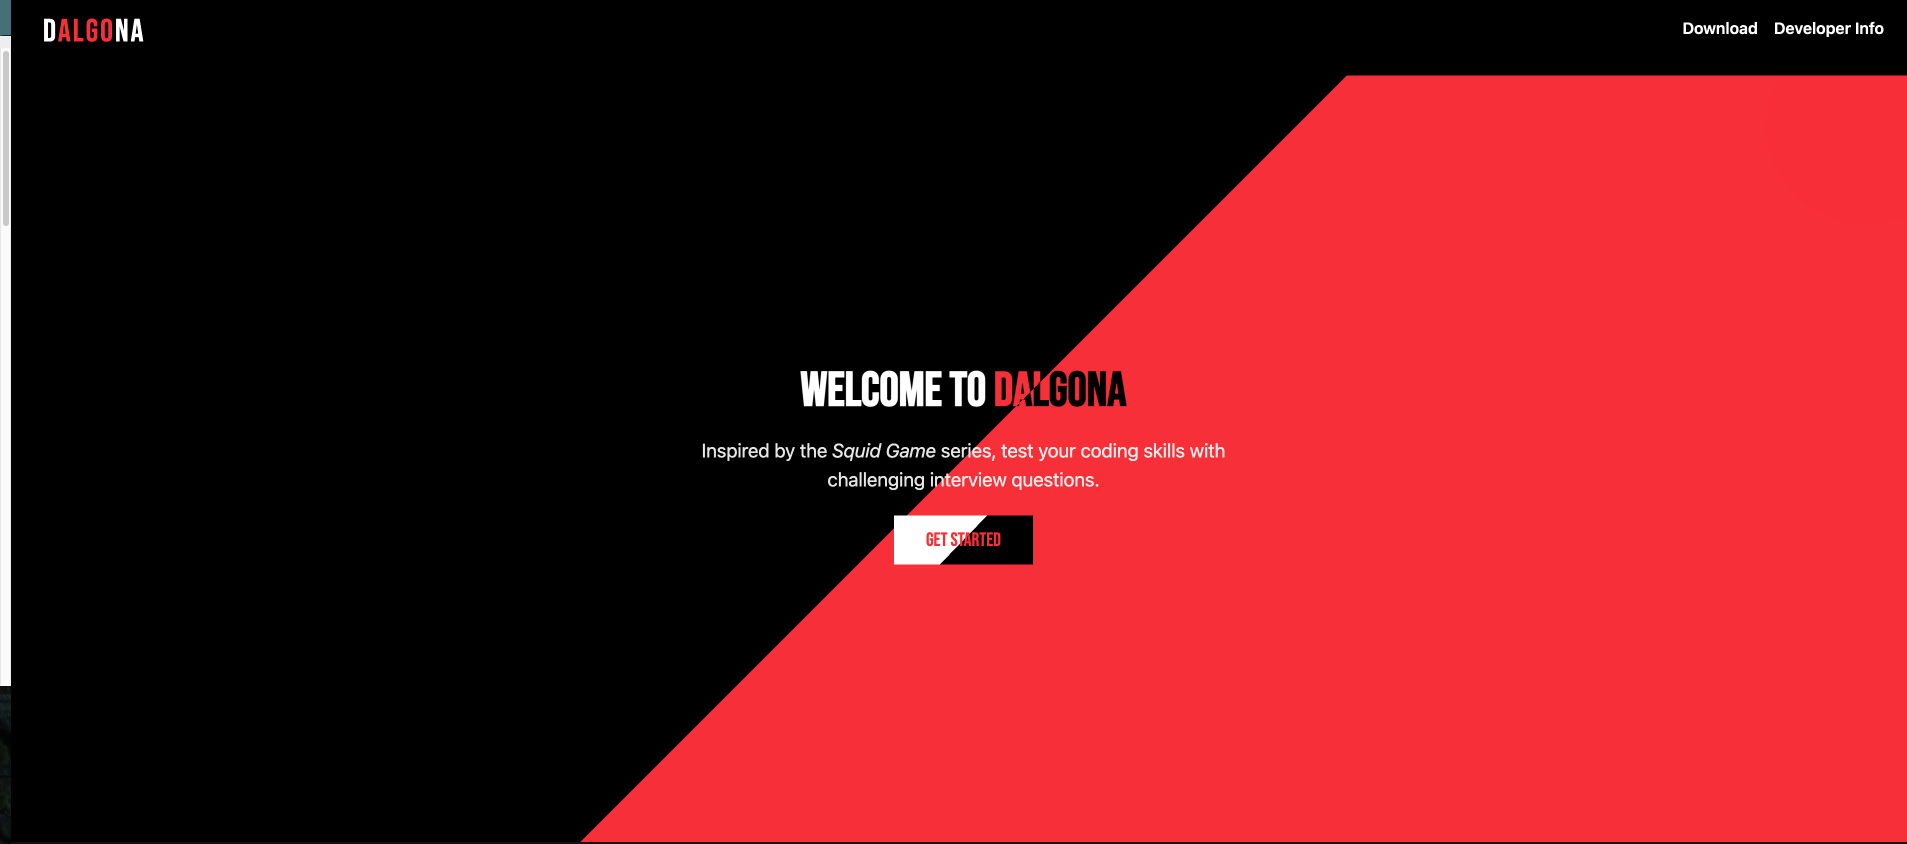 DALGONA
Download
Developer Info
WELCOME TO DALGONA
Inspired by the Squid Game series, test your coding skills with
challenging interview questions.
GET STARTED